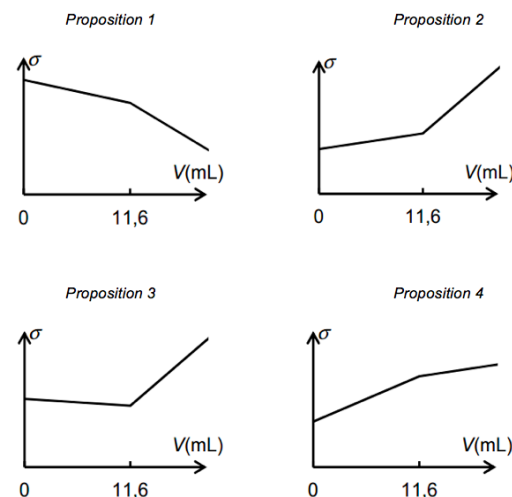 Proposition 1
σ
V(mL)
0 11,6
Proposition 2
σ
V(mL)
0 11,6
Proposition 3
σ
V(mL)
0 11.6
Proposition 4
σ
V(mL)
0 11.6